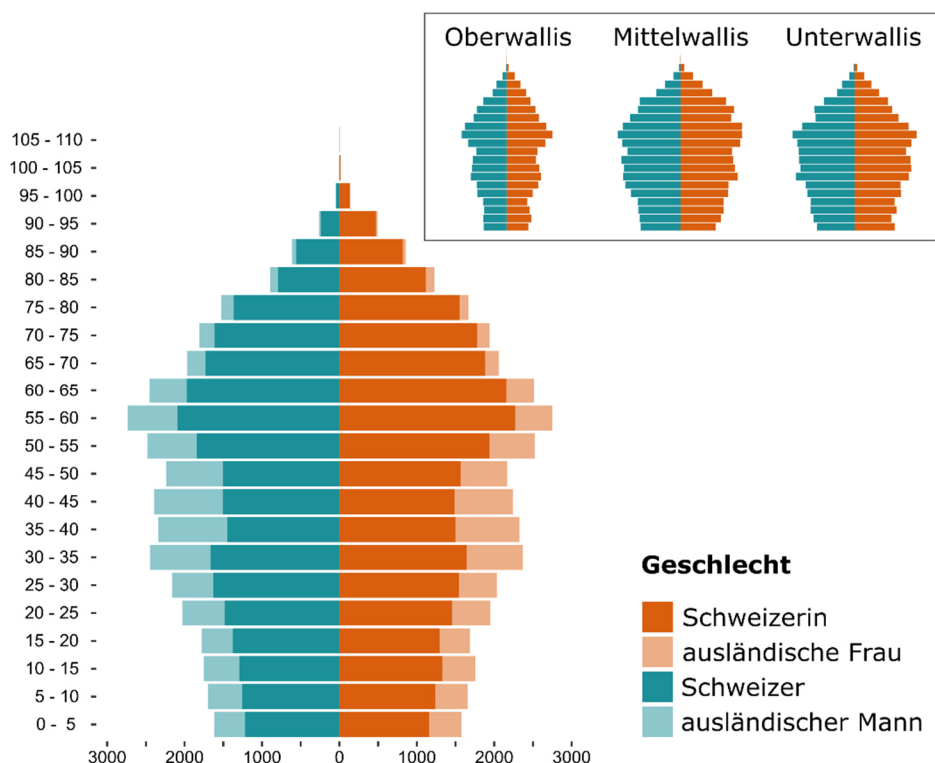 Oberwallis Mittelwallis Unterwallis
105 - 110
100 - 105
95 - 100
90 - 95
85 - 90
80 - 85
75 - 80
70 - 75
65 - 70
60 - 65
55 - 60
50 - 55
45 - 50
40 - 45
35 - 40
30 - 35
25 - 30
20 - 25
15 - 20
10 - 15
5 - 10
0 - 5
3000 2000 1000 0 1000 2000 3000
Geschlecht
Schweizerin
ausländische Frau
Schweizer
ausländischer Mann